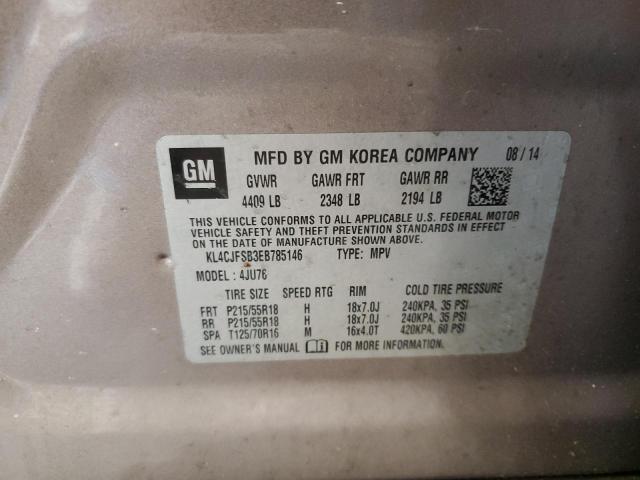 GM MFD BY GM KOREA COMPANY 08/14
GVWR GAWR FRT GAWR RR
4409 LB 2348 LB 2194 LB
THIS VEHICLE CONFORMS TO ALL APPLICABLE U.S. FEDERAL MOTOR
VEHICLE SAFETY AND THEFT PREVENTION STANDARDS IN EFFECT
ON THE DATE OF MANUFACTURE SHOWN ABOVE.
KL4CJFSB3EB785146 TYPE: MPV
MODEL: 4JU76
TIRE SIZE SPEED RTG RIM COLD TIRE PRESSURE
FRT P215/55R18 H 18x7.0J 240KPA, 35 PSI
RR P215/55R18 H 18x7.0J 240KPA, 35 PSI
SPA T125/70R16 M 16x4.0T 420KPA, 60 PSI
SEE OWNER'S MANUAL FOR MORE INFORMATION